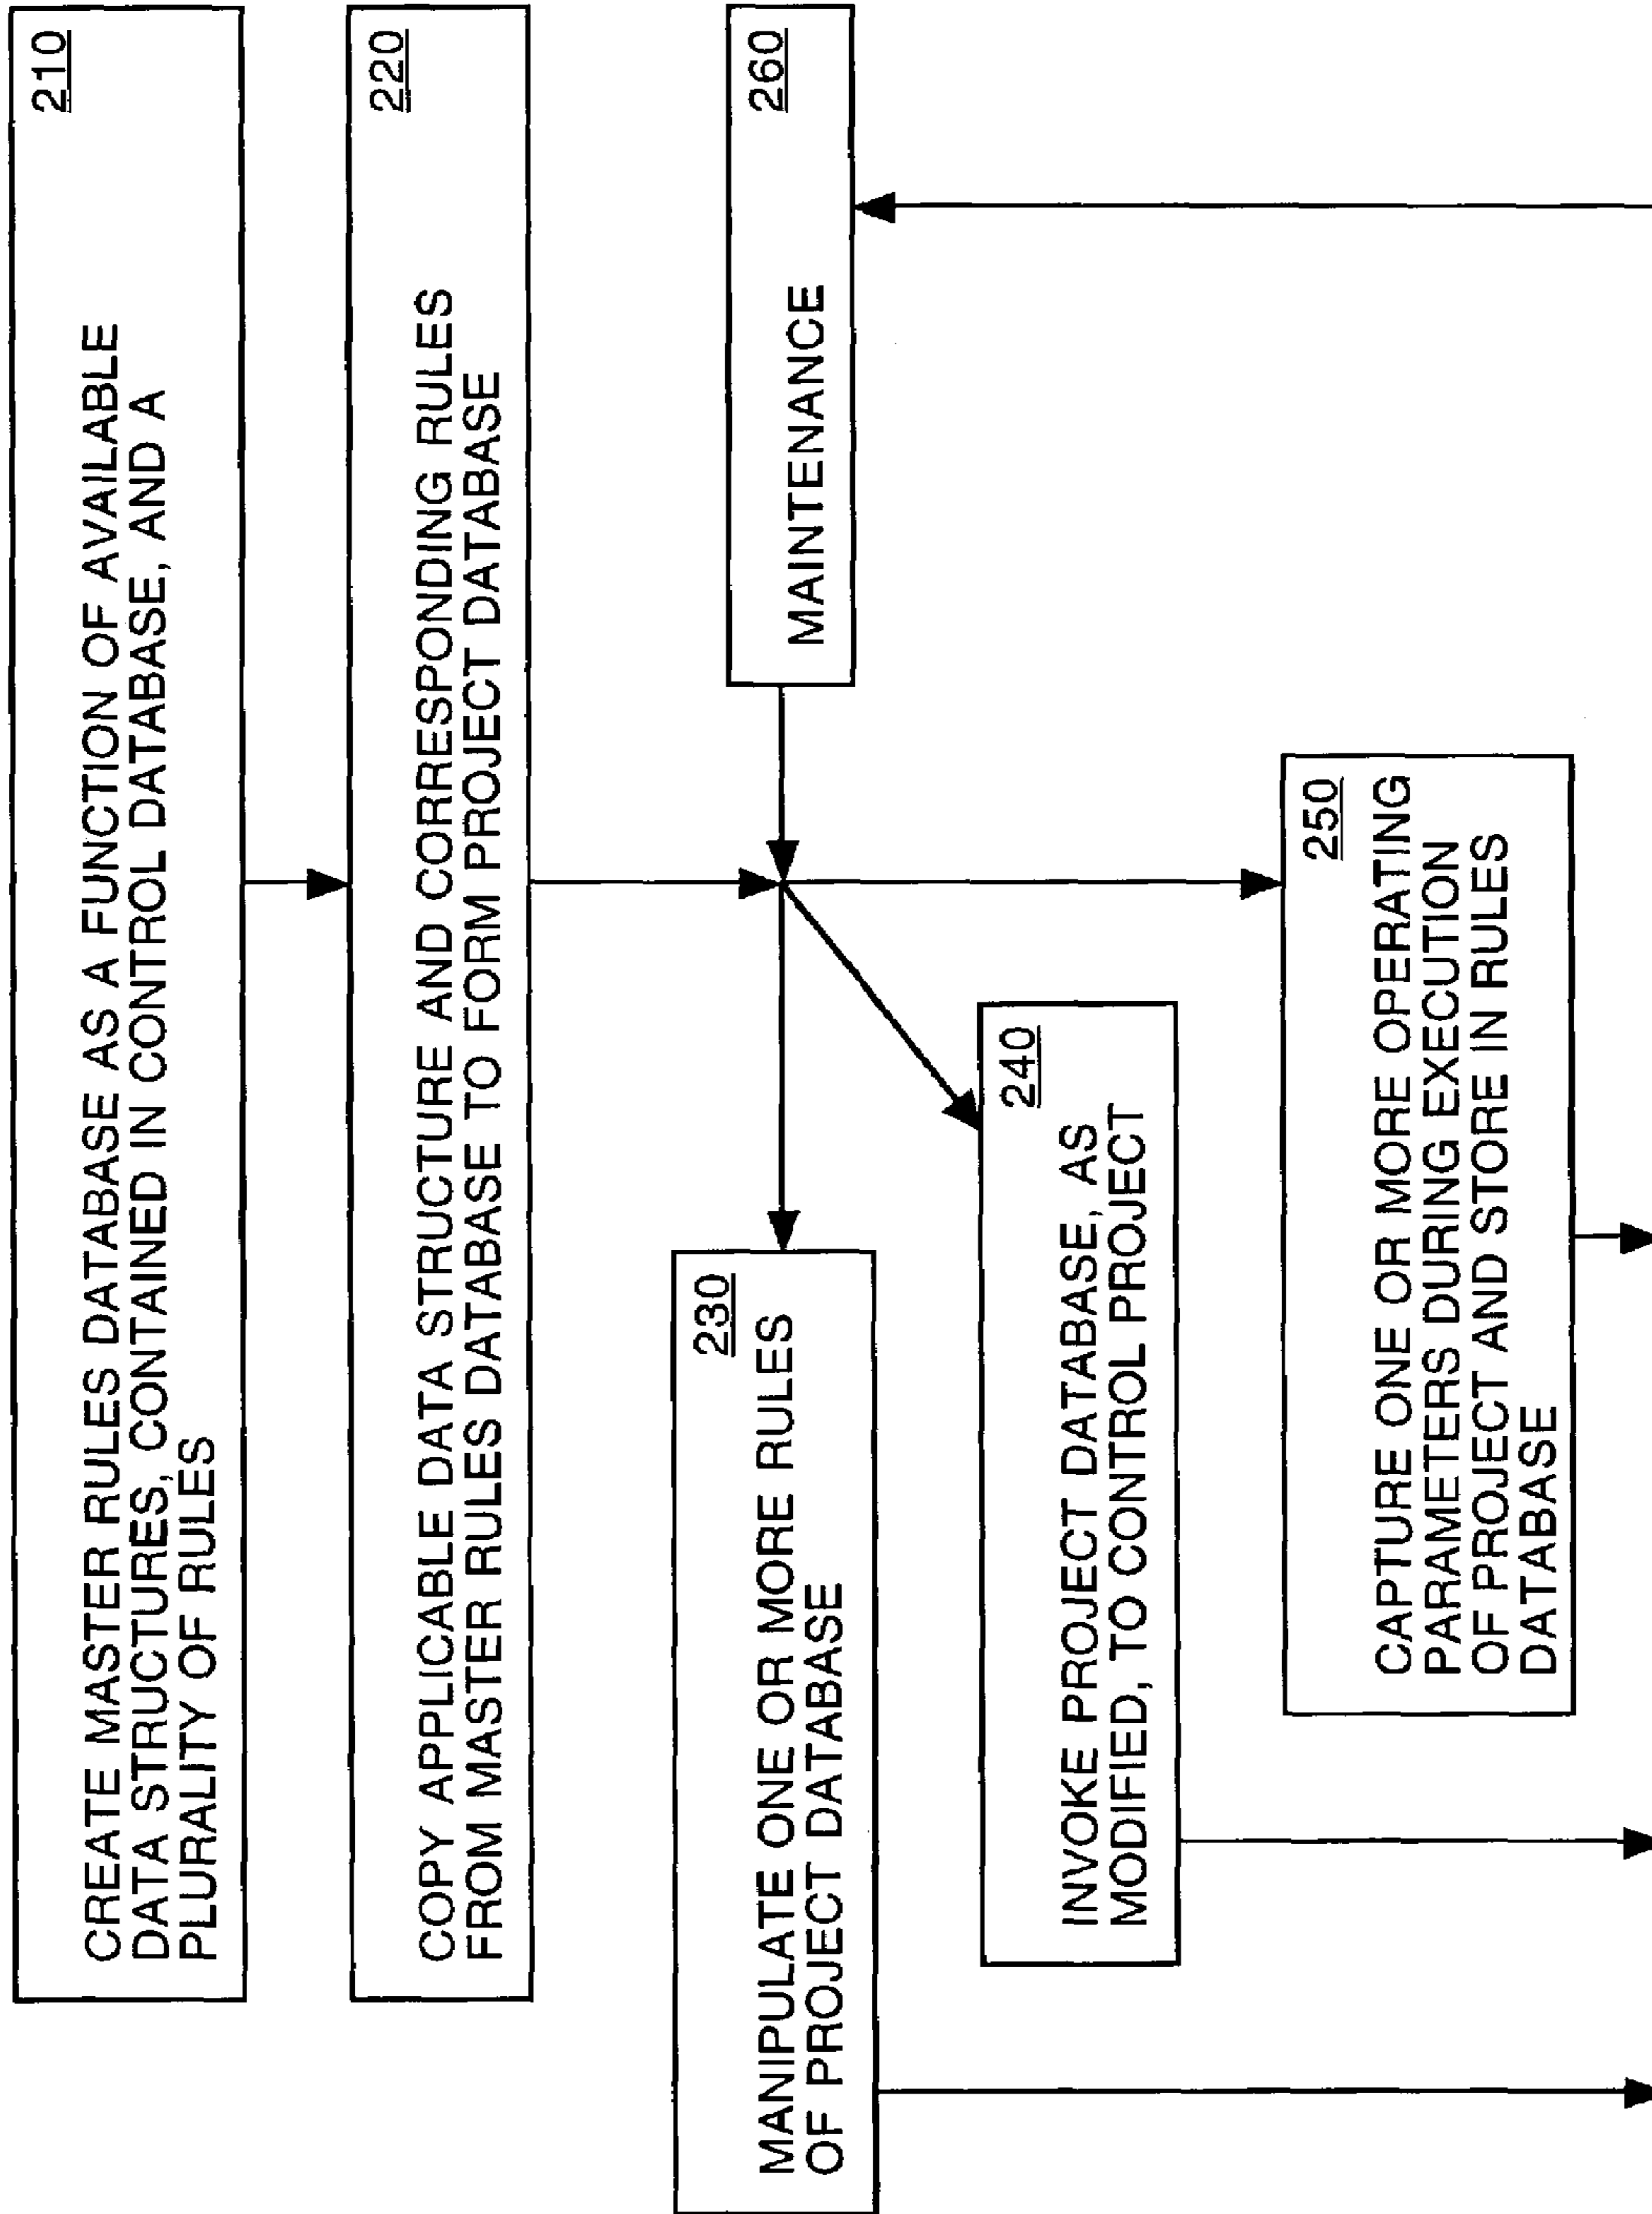 210
CREATE MASTER RULES DATABASE AS A FUNCTION OF AVAILABLE
DATA STRUCTURES, CONTAINED IN CONTROL DATABASE, AND A
PLURALITY OF RULES
220
COPY APPLICABLE DATA STRUCTURE AND CORRESPONDING RULES
FROM MASTER RULES DATABASE TO FORM PROJECT DATABASE
260
MAINTENANCE
230
MANIPULATE ONE OR MORE RULES
OF PROJECT DATABASE
240
INVOKE PROJECT DATABASE, AS
MODIFIED, TO CONTROL PROJECT
250
CAPTURE ONE OR MORE OPERATING
PARAMETERS DURING EXECUTION
OF PROJECT AND STORE IN RULES
DATABASE